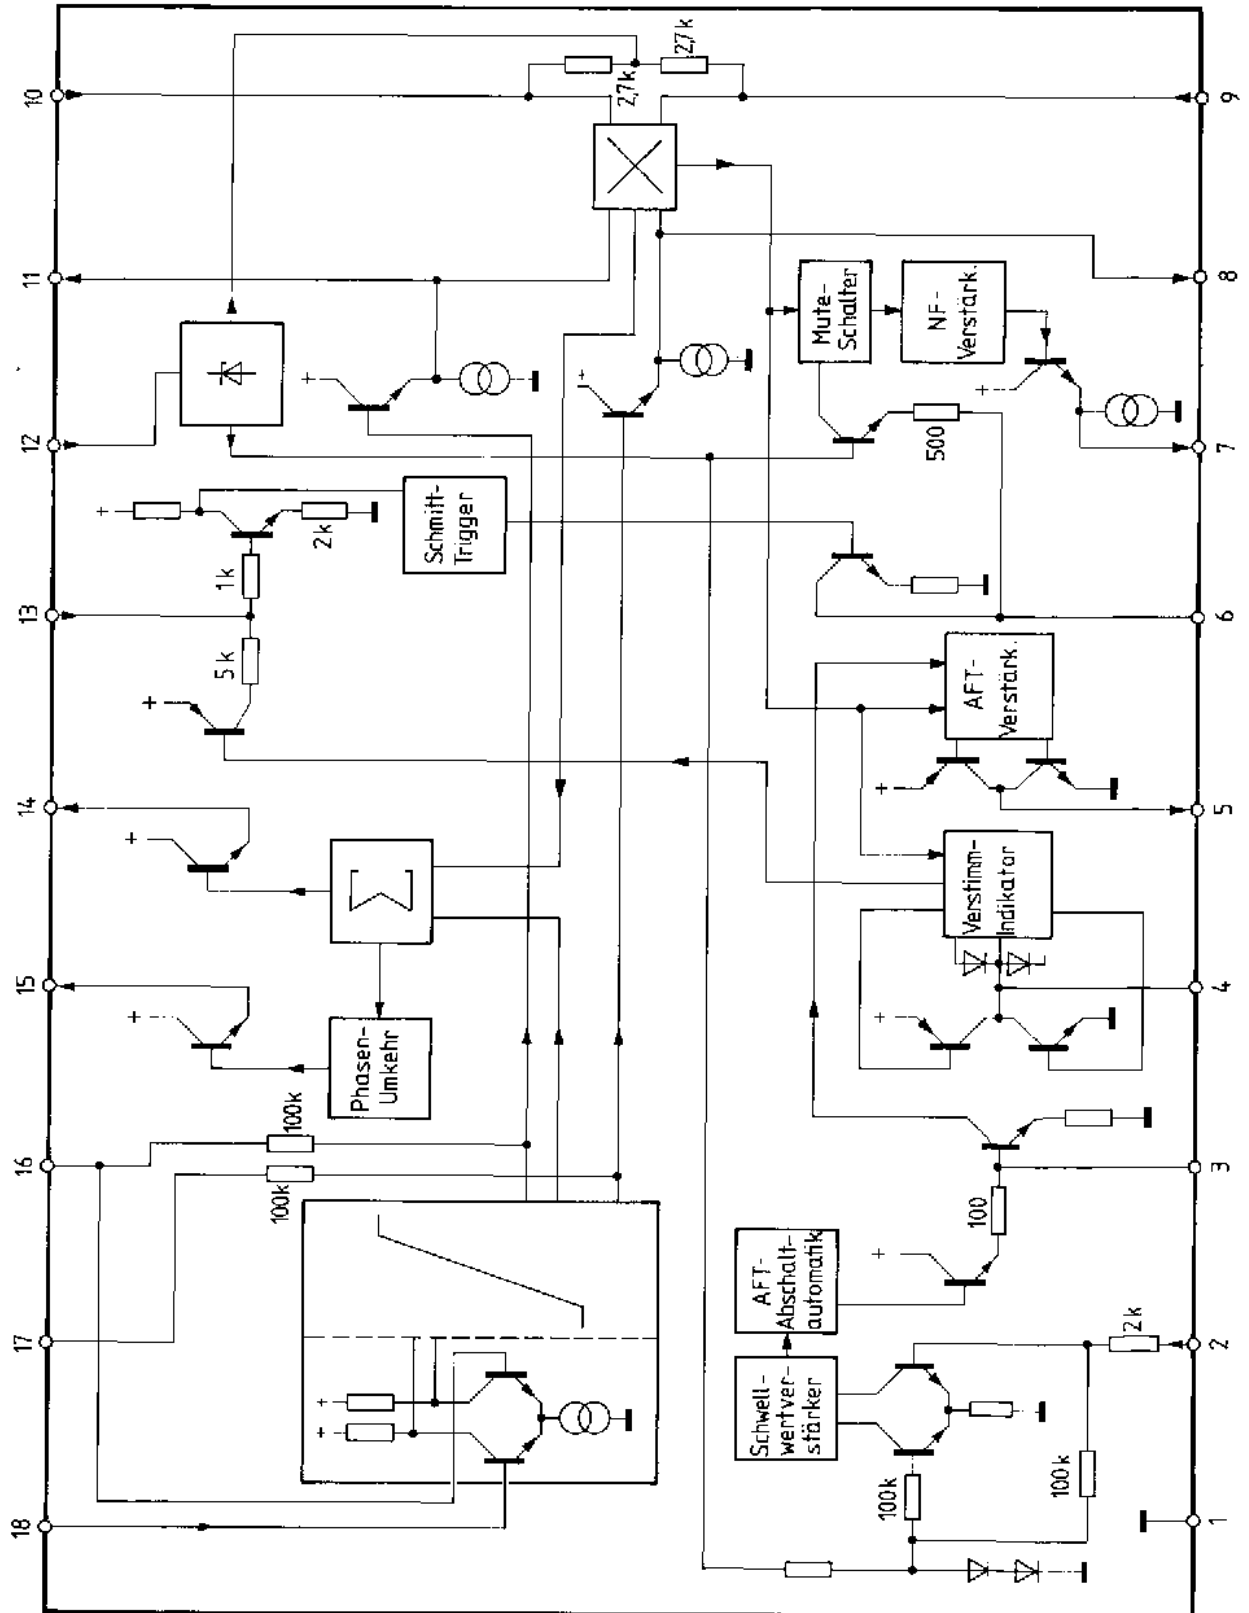 18
17
16
15
14
13
12
11
10
+
+
+
+
5k
1k
2k
+
100k
100k
+
+
Phasen-
Umkehr
Σ
Schmitt-
Trigger
+
2,7k
2,7k
Schwell-
wertver-
stärker
AFT-
Abschalt-
automatik
+
+
+
Mute-
Schalter
NF-
Verstärk.
+
100k
100
Verstimm-
Indikator
AFT-
Verstärk.
500
100k
2k
1
2
3
4
5
6
7
8
9